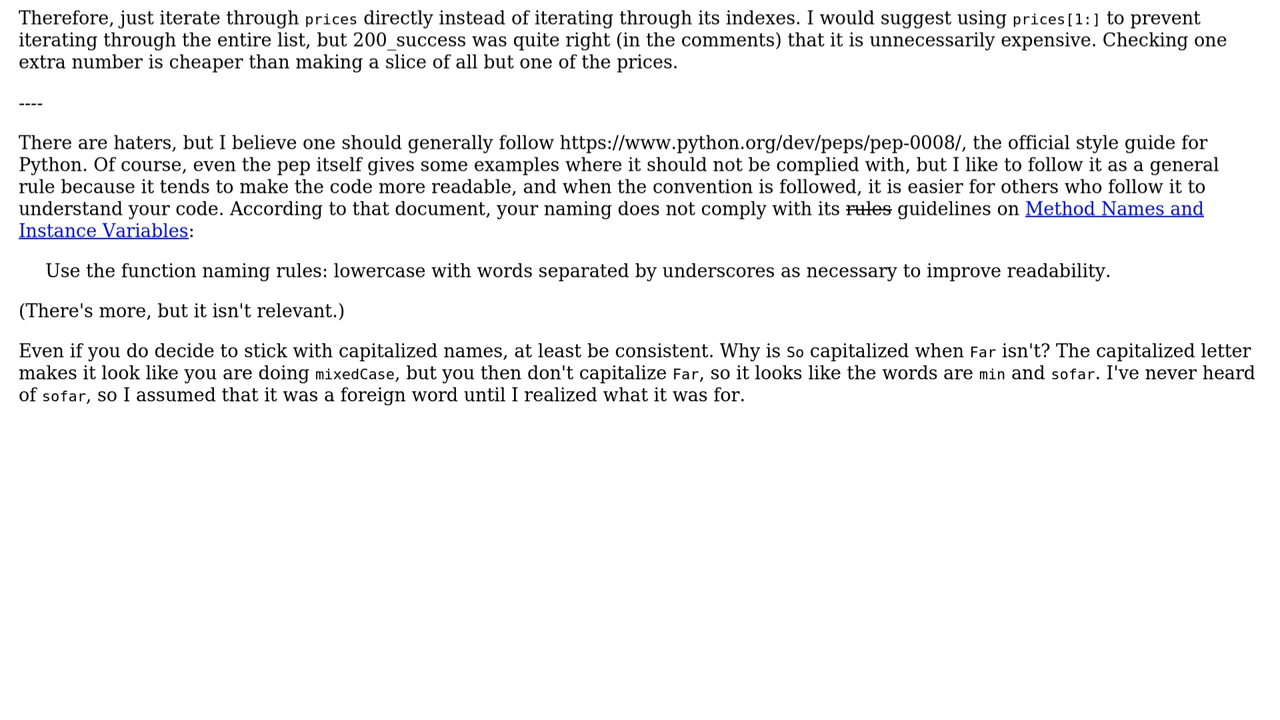 Therefore, just iterate through prices directly instead of iterating through its indexes. I would suggest using prices[1:] to prevent
iterating through the entire list, but 200_success was quite right (in the comments) that it is unnecessarily expensive. Checking one
extra number is cheaper than making a slice of all but one of the prices.
----
There are haters, but I believe one should generally follow https://www.python.org/dev/peps/pep-0008/, the official style guide for
Python. Of course, even the pep itself gives some examples where it should not be complied with, but I like to follow it as a general
rule because it tends to make the code more readable, and when the convention is followed, it is easier for others who follow it to
understand your code. According to that document, your naming does not comply with its rules guidelines on Method Names and
Instance Variables:
Use the function naming rules: lowercase with words separated by underscores as necessary to improve readability.
(There's more, but it isn't relevant.)
Even if you do decide to stick with capitalized names, at least be consistent. Why is So capitalized when Far isn't? The capitalized letter
makes it look like you are doing mixedCase, but you then don't capitalize Far, so it looks like the words are min and sofar. I've never heard
of sofar, so I assumed that it was a foreign word until I realized what it was for.